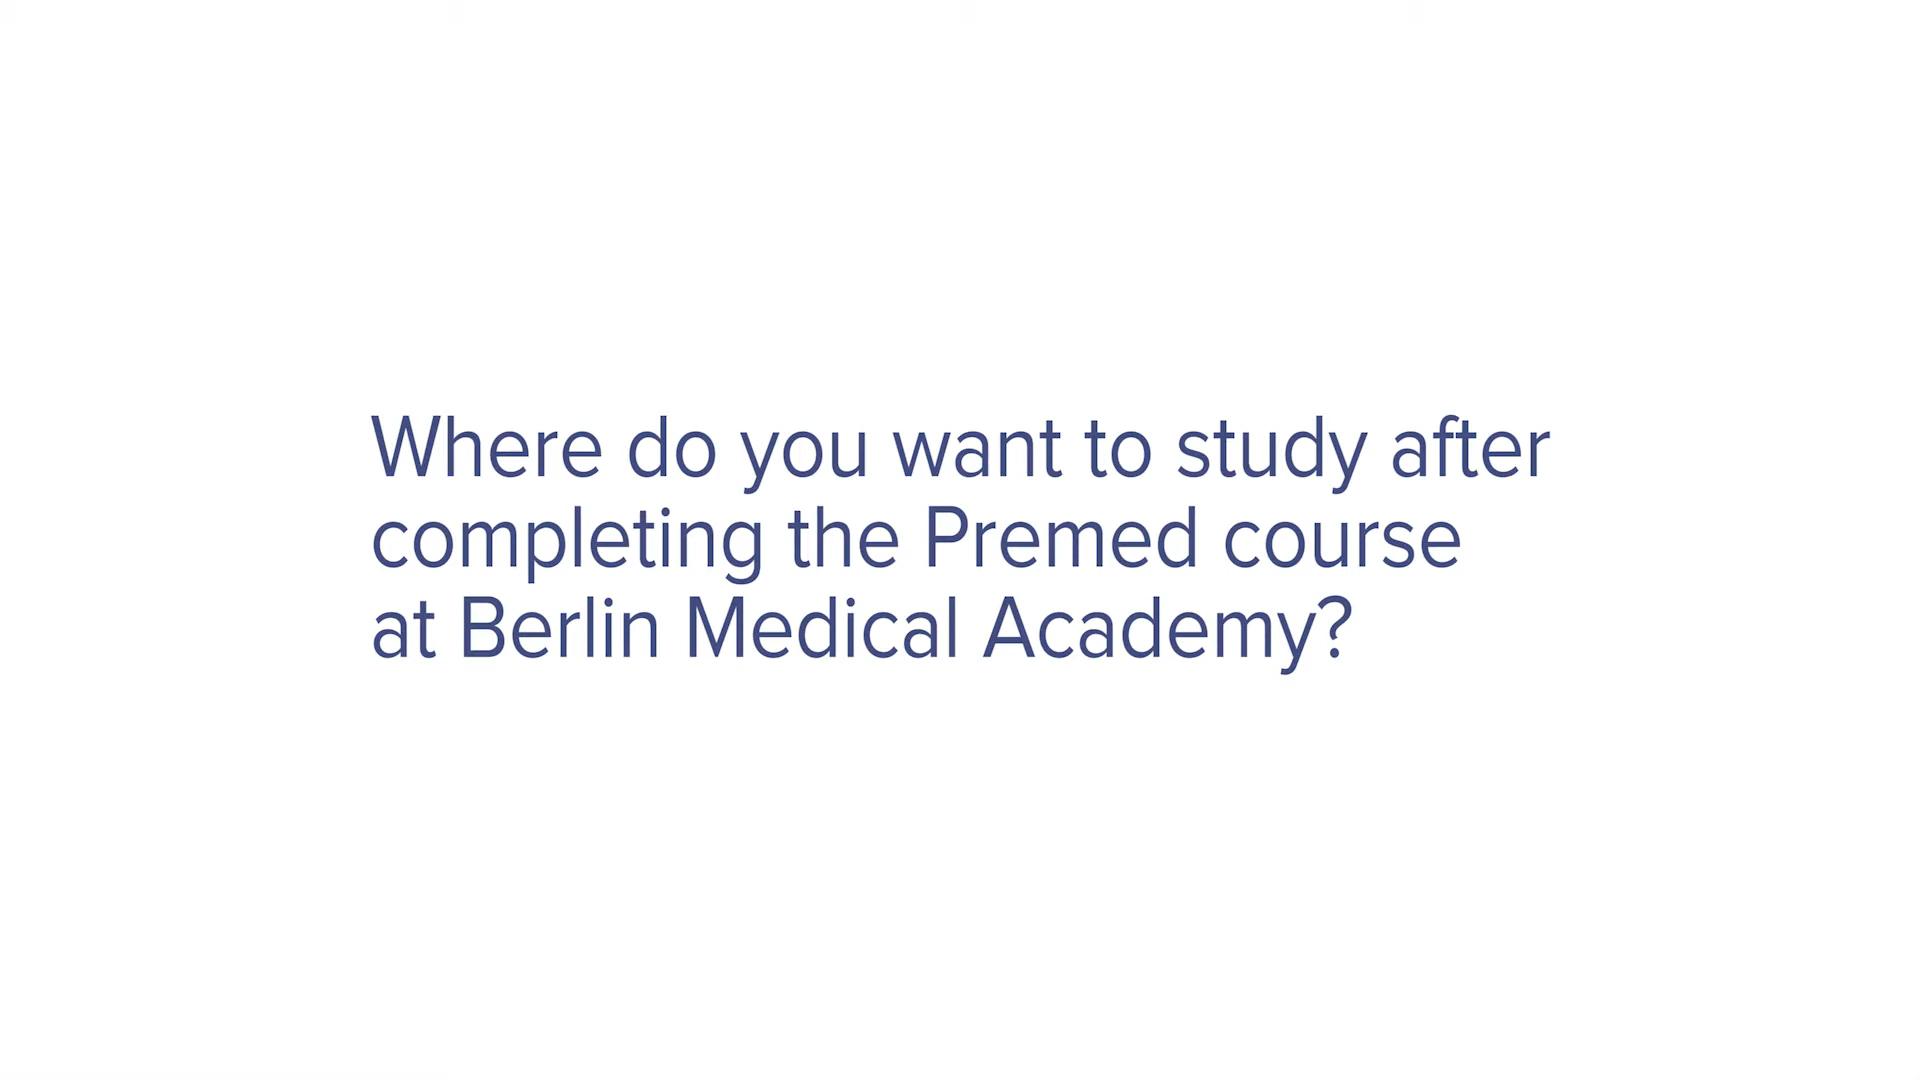 Where do you want to study after
completing the Premed course
at Berlin Medical Academy?